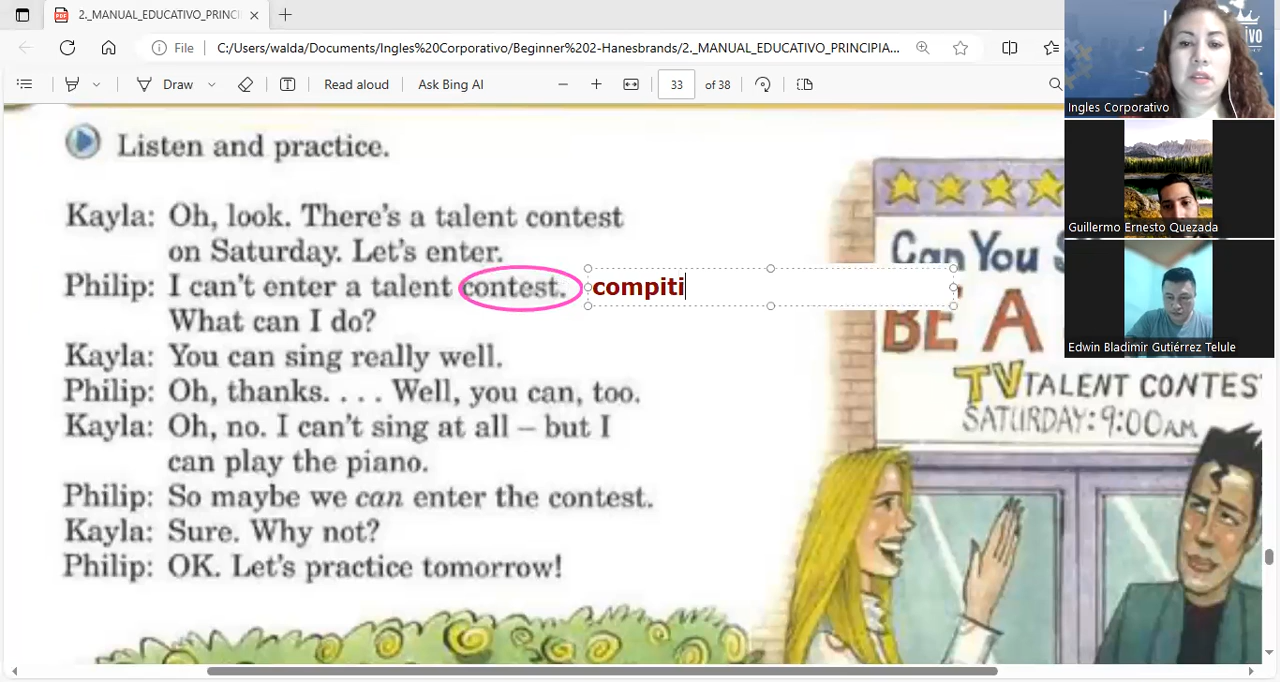 2._MANUAL_EDUCATIVO_PRINCI
File
C:/Users/walda/Documents/Ingles%20Corporativo/Beginner%202-Hanesbrands/2._MANUAL_EDUCATIVO_PRINCIPIA...
Draw
Read aloud
Ask Bing AI
33
of 38
Ingles Corporativo
Guillermo Ernesto Quezada
Edwin Bladimir Gutiérrez Telule
Listen and practice.
Kayla: Oh, look. There's a talent contest
on Saturday. Let's enter.
Philip: I can't enter a talent contest. compiti
What can I do?
Kayla: You can sing really well.
Philip: Oh, thanks. . . . Well, you can, too.
Kayla: Oh, no. I can't sing at all – but I
can play the piano.
Philip: So maybe we can enter the contest.
Kayla: Sure. Why not?
Philip: OK. Let's practice tomorrow!
Can You S
BE A
TV TALENT CONTES
SATURDAY: 9:00 AM